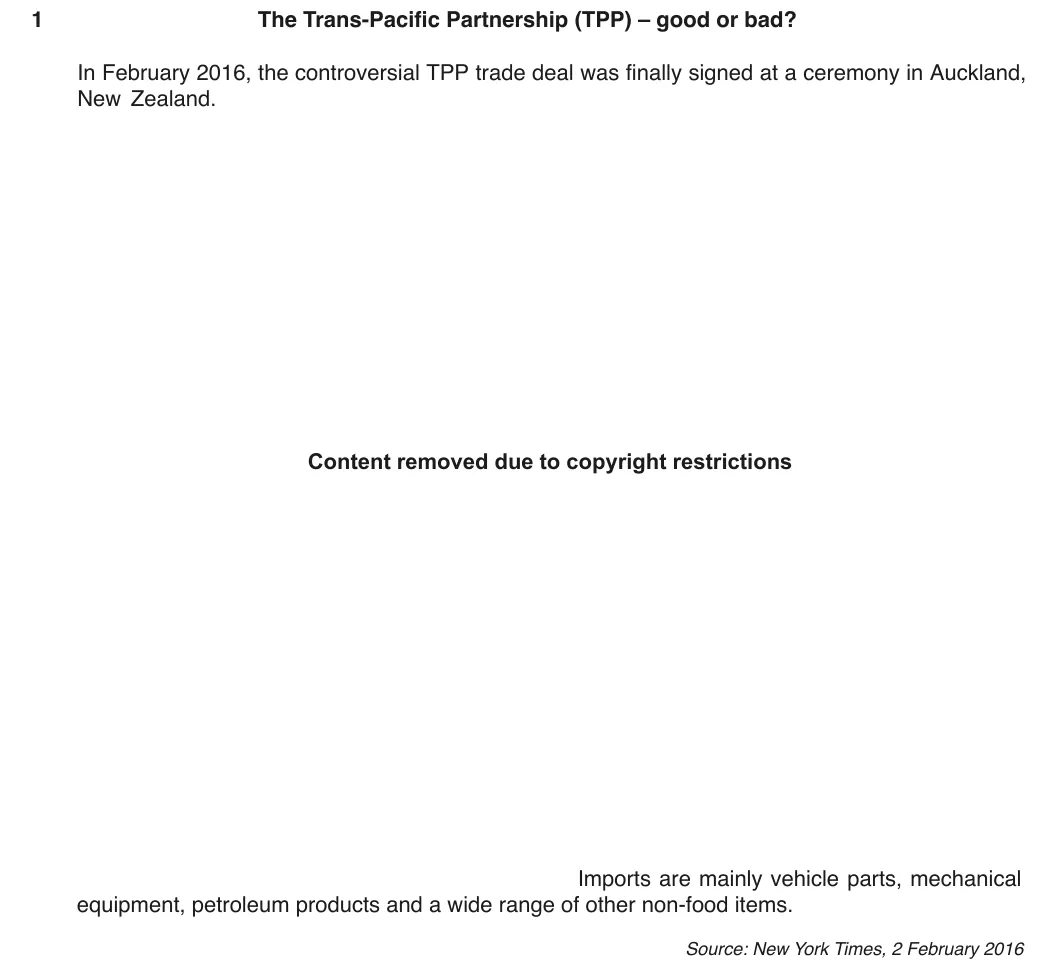 1 The Trans-Pacific Partnership (TPP) – good or bad?
In February 2016, the controversial TPP trade deal was finally signed at a ceremony in Auckland,
New Zealand.
Content removed due to copyright restrictions
Imports are mainly vehicle parts, mechanical
equipment, petroleum products and a wide range of other non-food items.
Source: New York Times, 2 February 2016